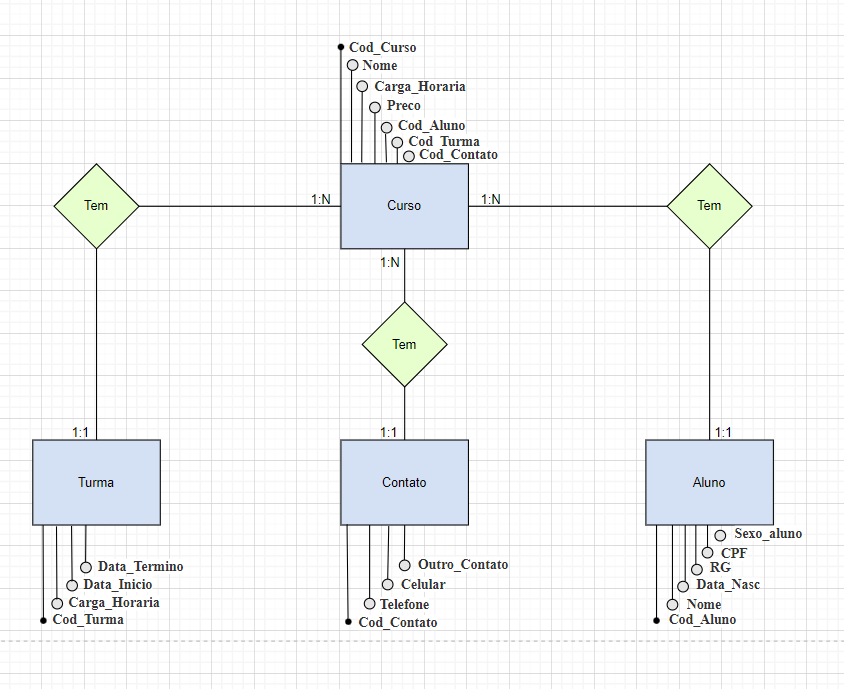 Cod_Curso
Nome
Carga_Horaria
Preco
Cod_Aluno
Cod_Turma
Cod_Contato
Tem
1:N
Curso
1:N
Tem
1:N
Tem
1:1
1:1
1:1
Turma
Contato
Aluno
Data_Termino
Data_Inicio
Carga_Horaria
Cod_Turma
Outro_Contato
Celular
Telefone
Cod_Contato
Sexo_aluno
CPF
RG
Data_Nasc
Nome
Cod_Aluno